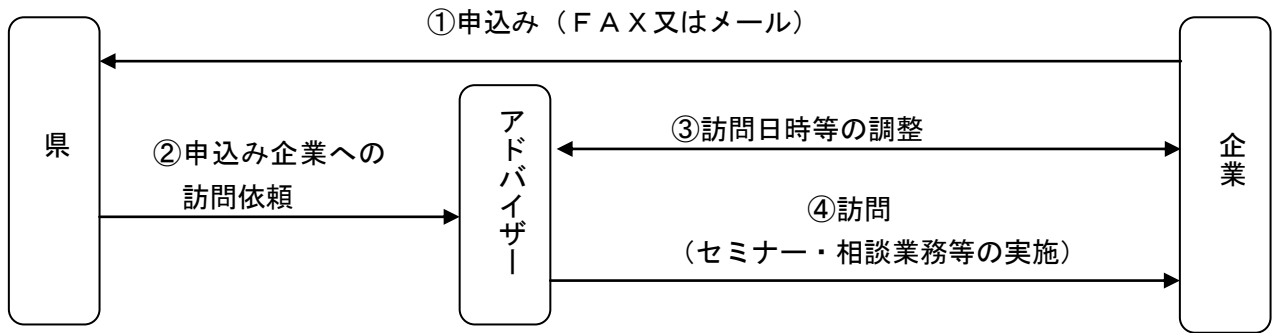 ①申込み（ＦＡＸ又はメール）
県
アドバイザー
企業
②申込み企業への
訪問依頼
③訪問日時等の調整
④訪問
（セミナー・相談業務等の実施）